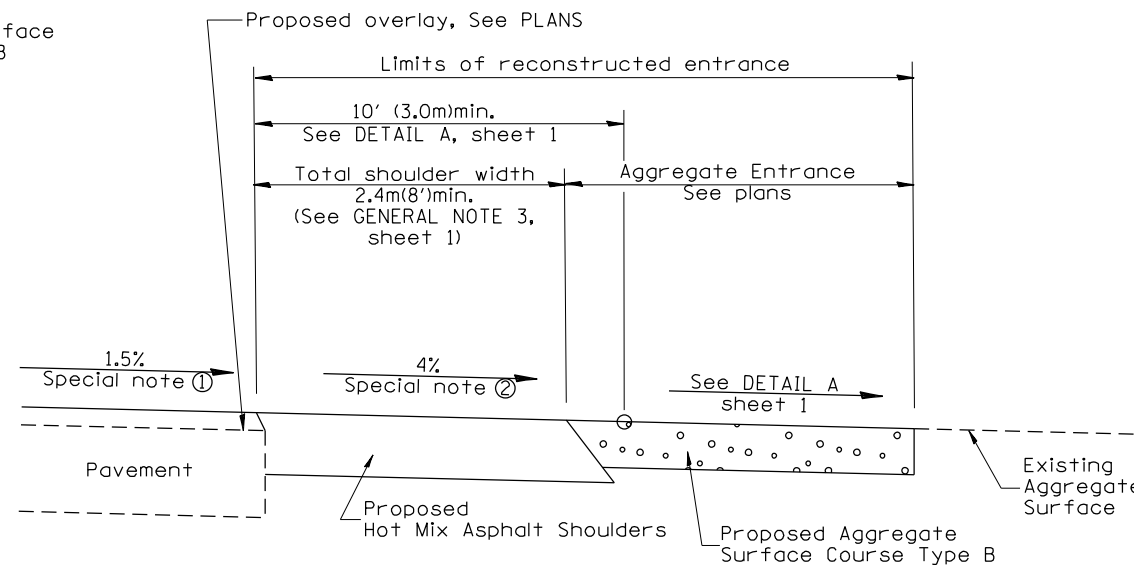 Proposed overlay, See PLANS
Limits of reconstructed entrance
10' (3.0m)min.
See DETAIL A, sheet 1
Total shoulder width
2.4m(8')min.
(See GENERAL NOTE 3,
sheet 1)
Aggregate Entrance
See plans
1.5%
Special note ①
4%
Special note ②
See DETAIL A
sheet 1
Pavement
Proposed
Hot Mix Asphalt Shoulders
Proposed Aggregate
Surface Course Type B
Existing
Aggregate
Surface